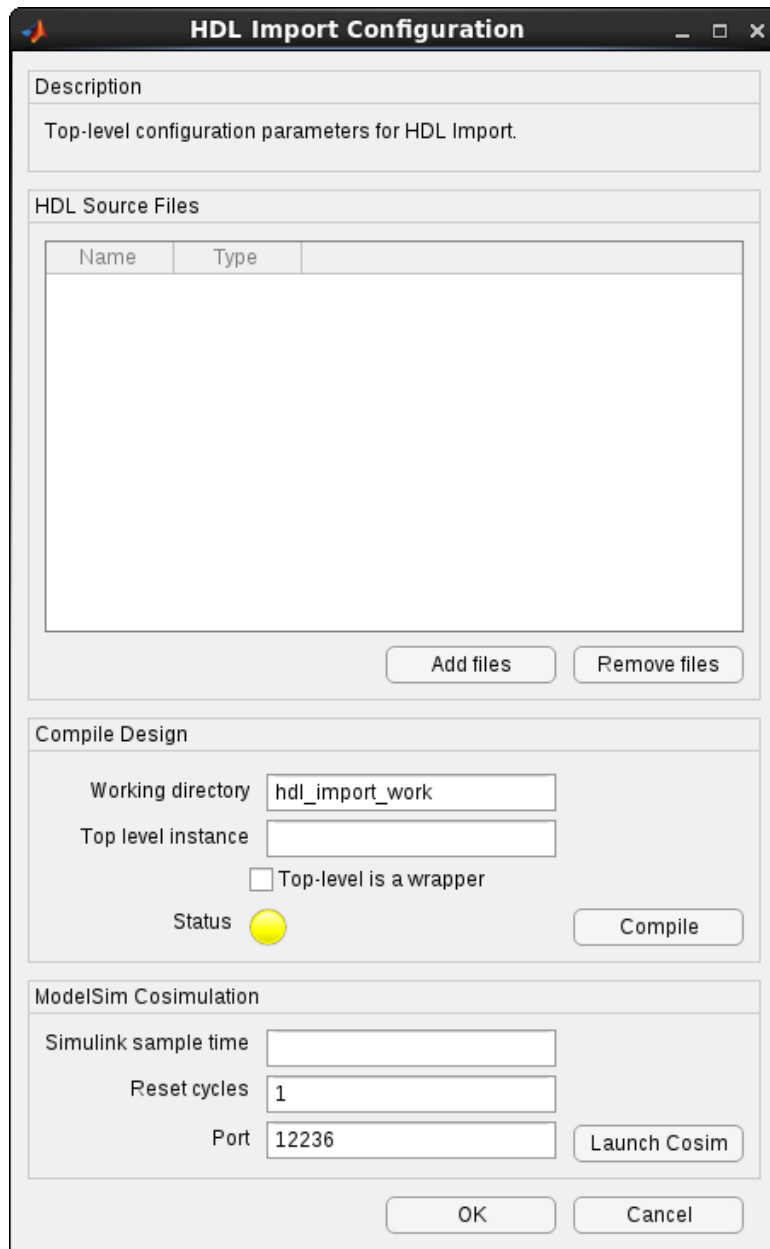 HDL Import Configuration
Description
Top-level configuration parameters for HDL Import.
HDL Source Files
Name Type
Add files Remove files
Compile Design
Working directory hdl_import_work
Top level instance
Top-level is a wrapper
Status Compile
ModelSim Cosimulation
Simulink sample time
Reset cycles 1
Port 12236 Launch Cosim
OK Cancel